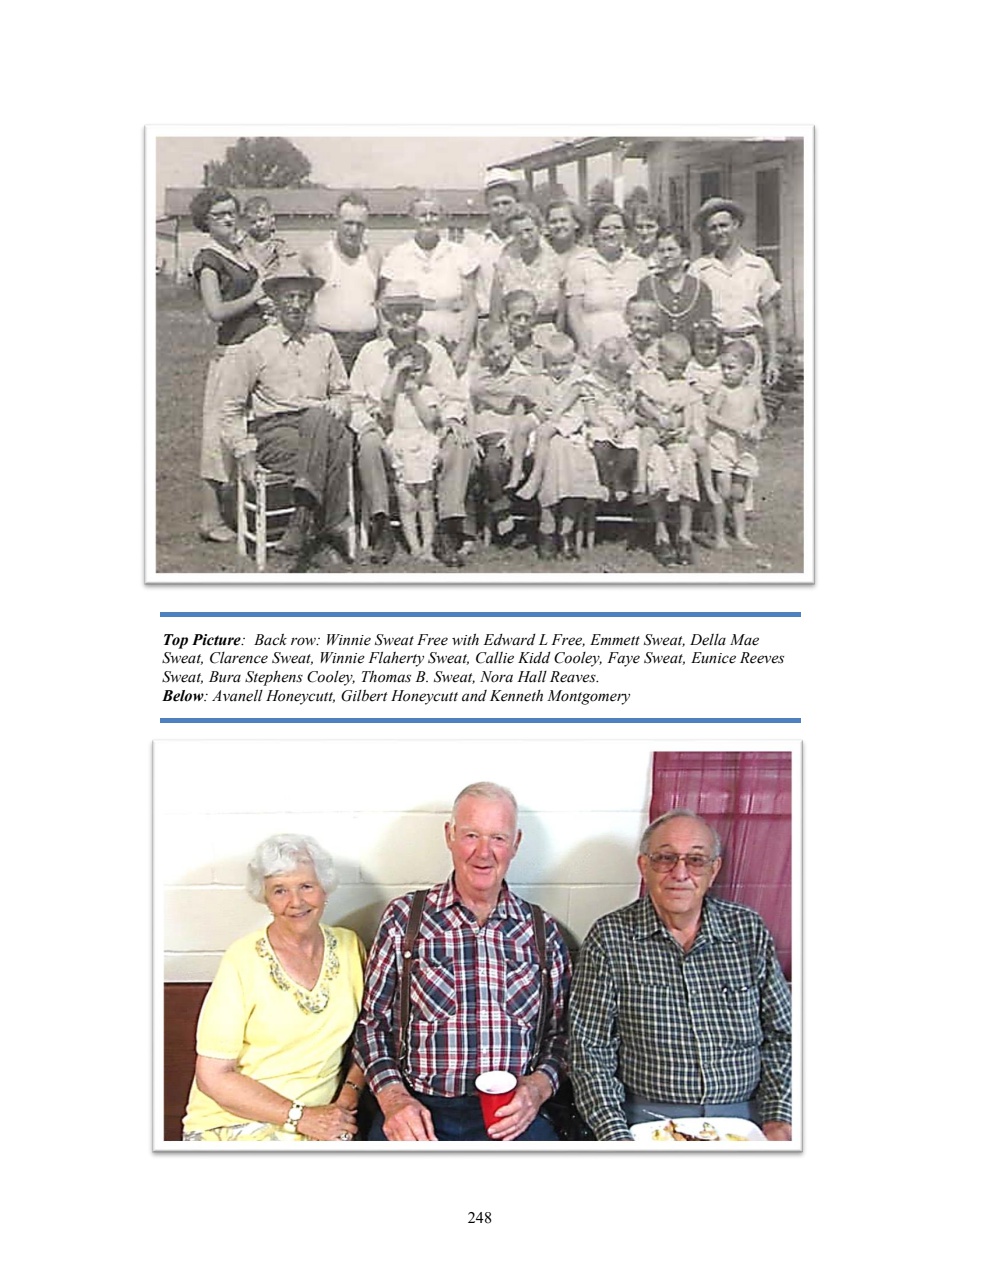 Top Picture:  Back row: Winnie Sweat Free with Edward L Free, Emmett Sweat, Della Mae
Sweat, Clarence Sweat, Winnie Flaherty Sweat, Callie Kidd Cooley, Faye Sweat, Eunice Reeves
Sweat, Bura Stephens Cooley, Thomas B. Sweat, Nora Hall Reaves.
Below: Avanell Honeycutt, Gilbert Honeycutt and Kenneth Montgomery
248